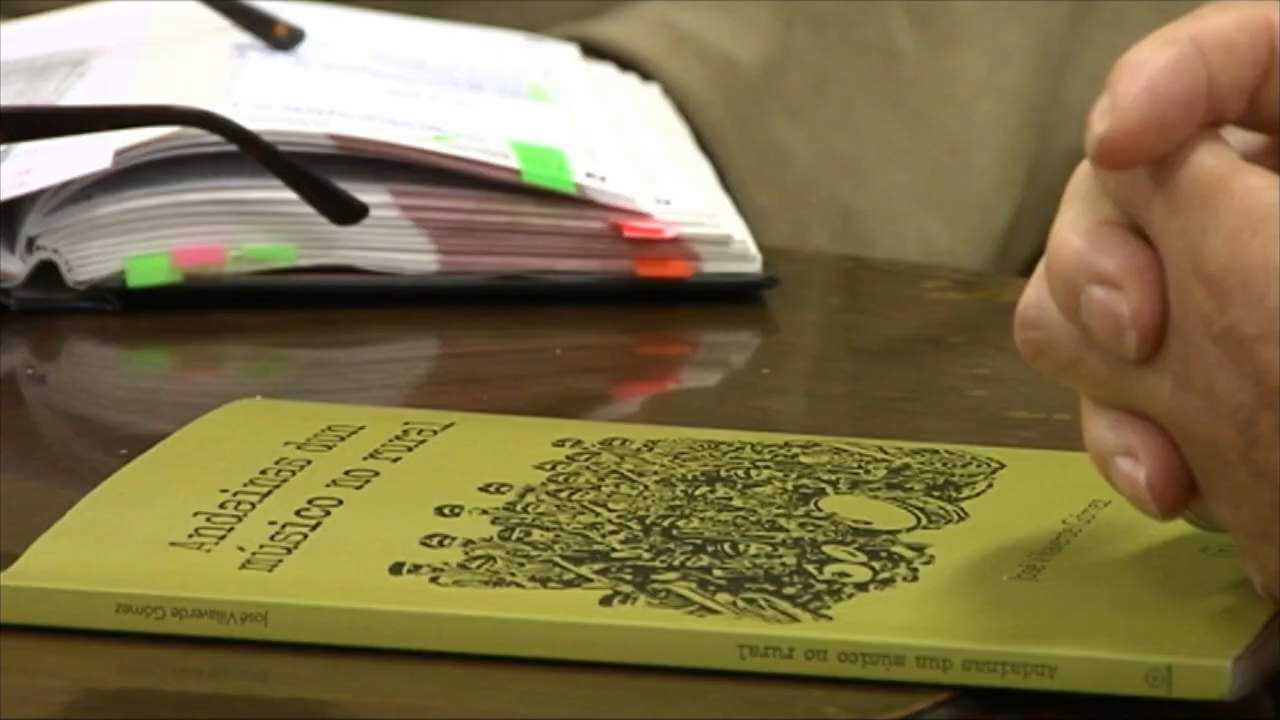 Andainas dun
músico no rural
José Villaverde Gómez
José Villaverde Gómez
Andainas dun músico no rural